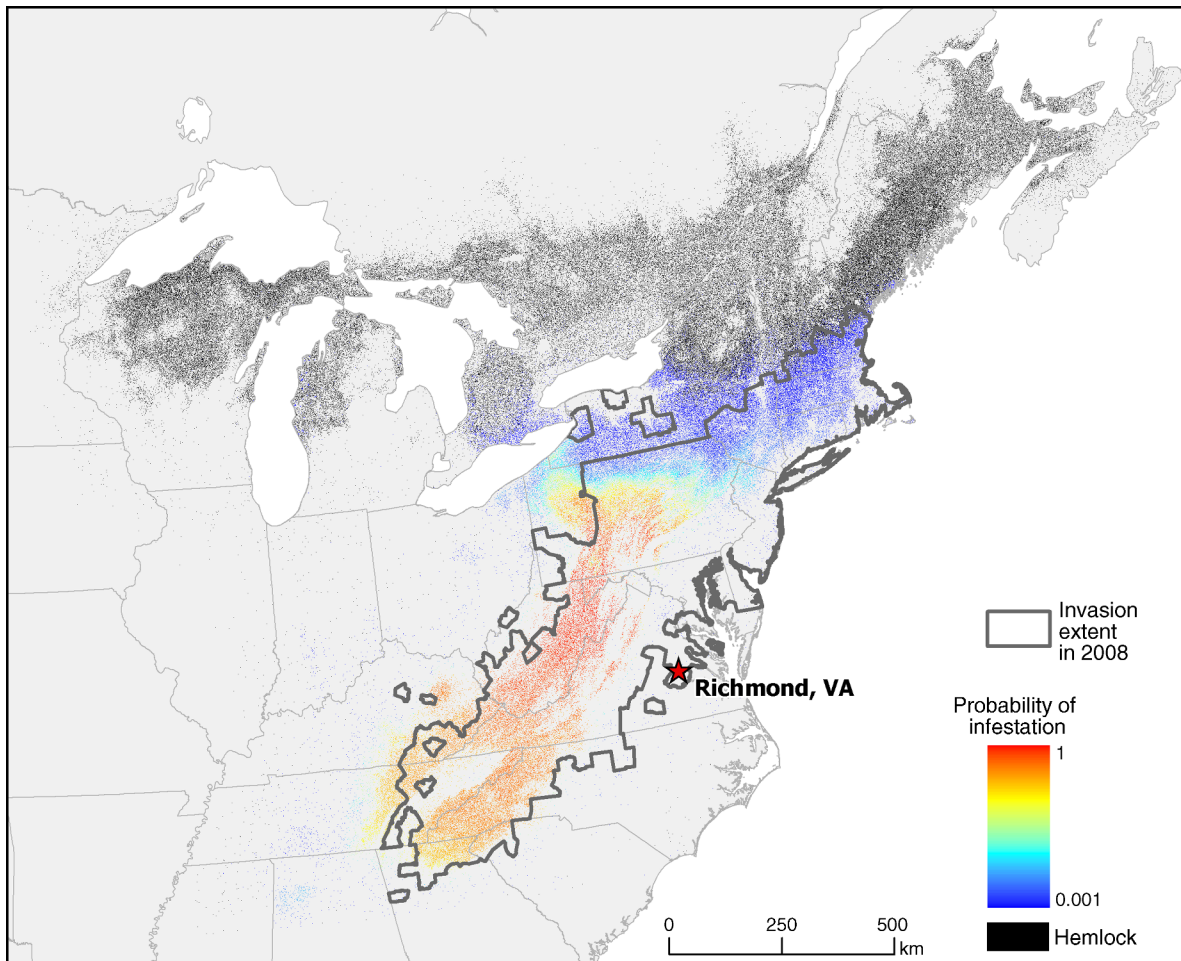 Richmond, VA
Invasion
extent
in 2008
Probability of
infestation
1
0.001
Hemlock
0 250 500
km